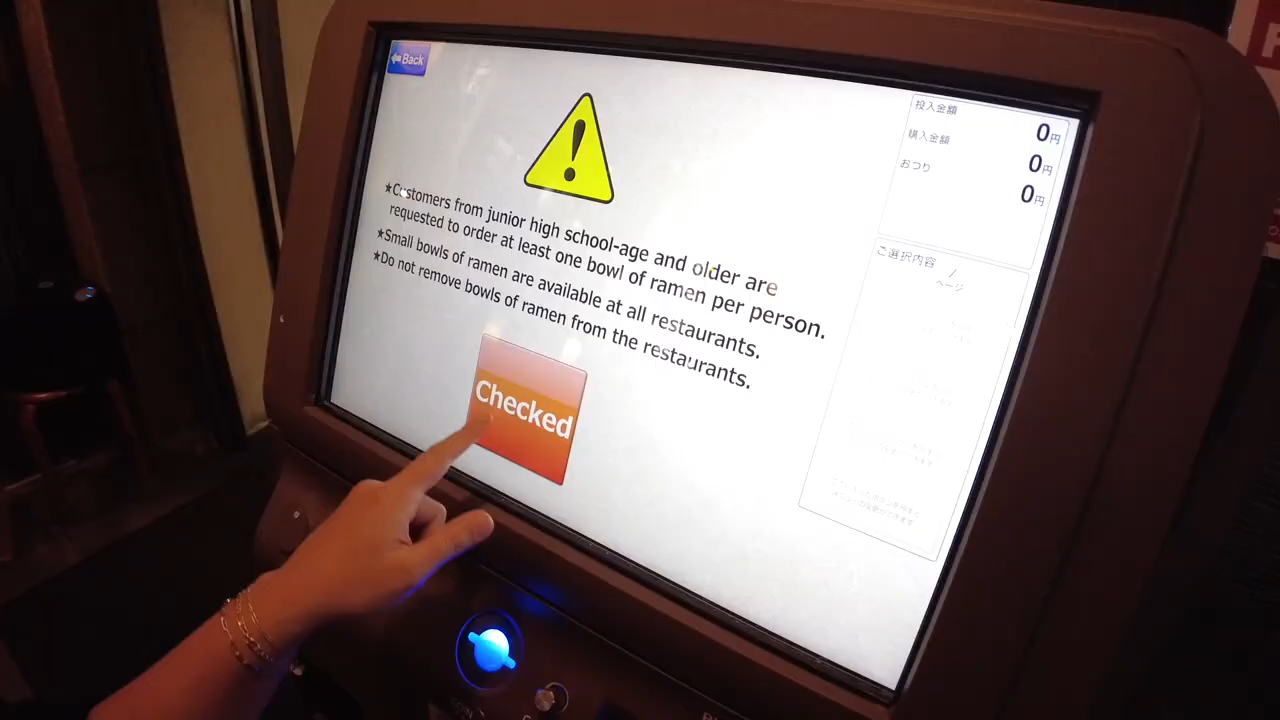 Back
★Customers from junior high school-age and older are
requested to order at least one bowl of ramen per person.
★Small bowls of ramen are available at all restaurants.
★Do not remove bowls of ramen from the restaurants.
Checked
投入金額
0円
購入金額
0円
おつり
0円
ご選択内容
/
ページ